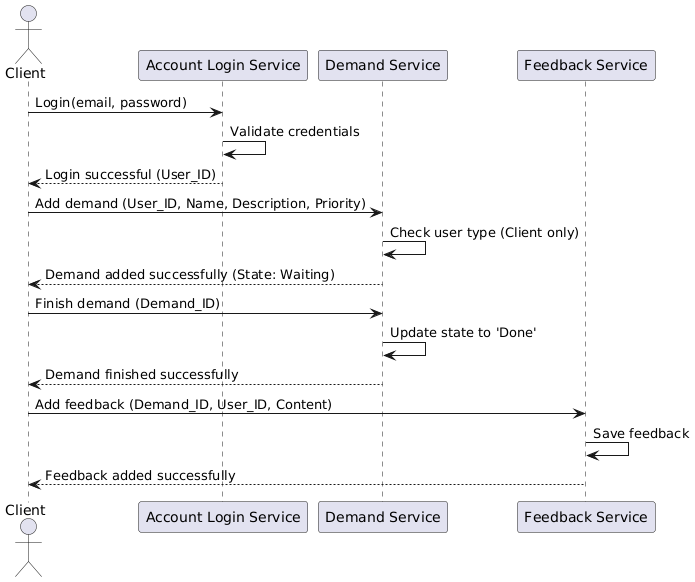 Client
Account Login Service
Demand Service
Feedback Service
Login(email, password)
Validate credentials
Login successful (User_ID)
Add demand (User_ID, Name, Description, Priority)
Check user type (Client only)
Demand added successfully (State: Waiting)
Finish demand (Demand_ID)
Update state to 'Done'
Demand finished successfully
Add feedback (Demand_ID, User_ID, Content)
Save feedback
Feedback added successfully
Client
Account Login Service
Demand Service
Feedback Service